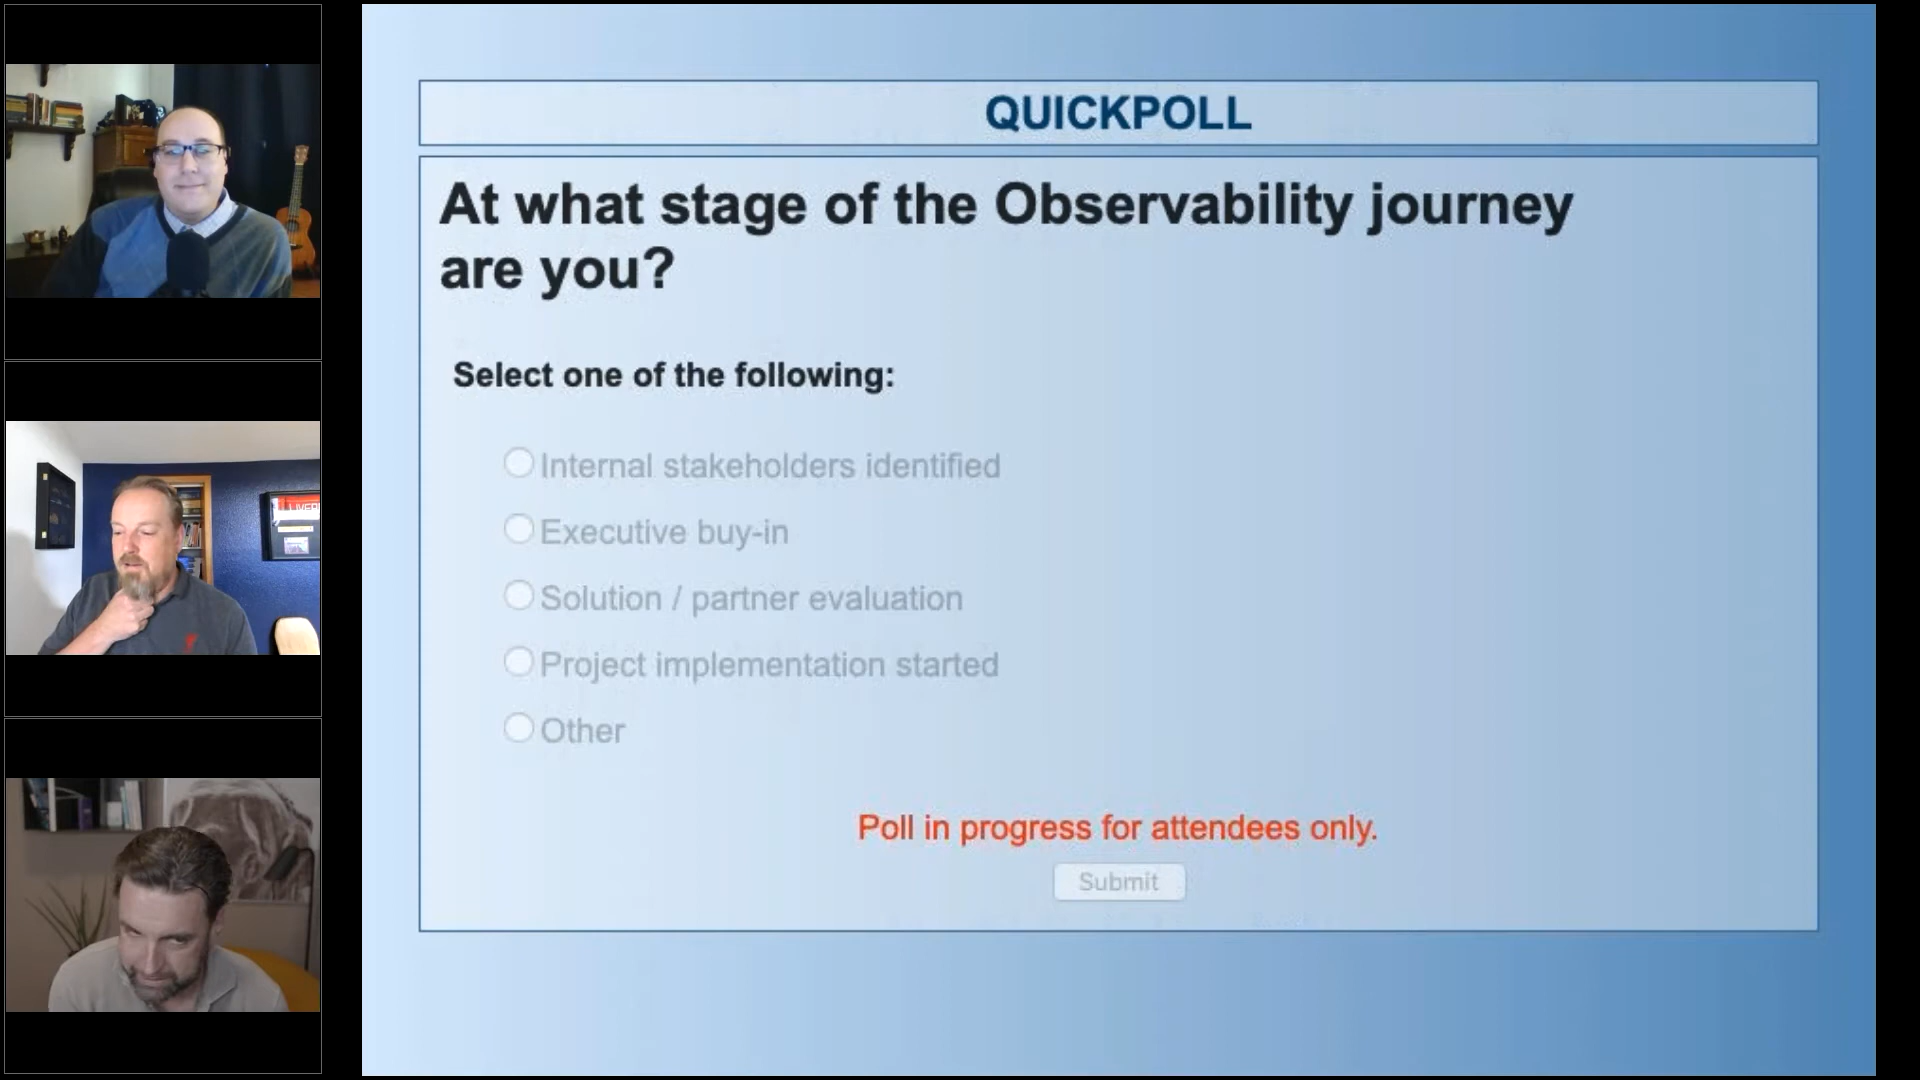 QUICKPOLL
At what stage of the Observability journey
are you?
Select one of the following:
Internal stakeholders identified
Executive buy-in
Solution / partner evaluation
Project implementation started
Other
Poll in progress for attendees only.
Submit